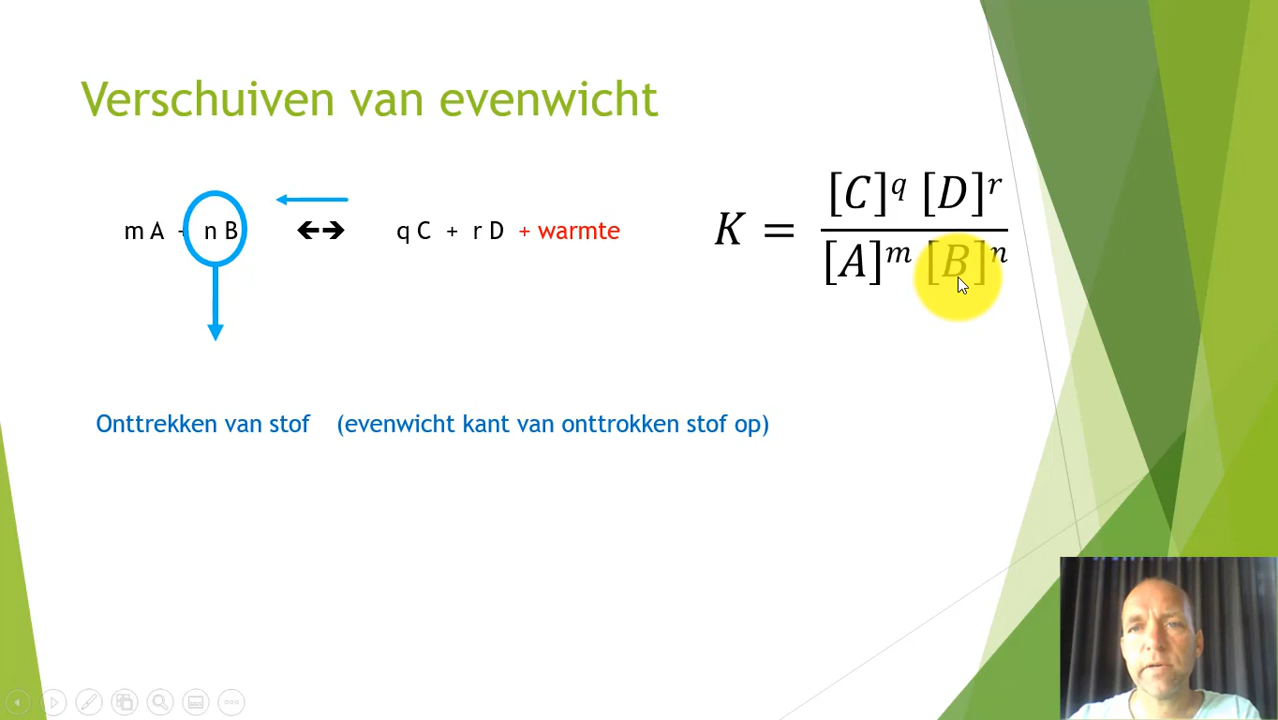 Verschuiven van evenwicht
m A + n B ⟷ q C + r D + warmte
K = [C]^q [D]^r / [A]^m [B]^n
Onttrekken van stof (evenwicht kant van onttrokken stof op)